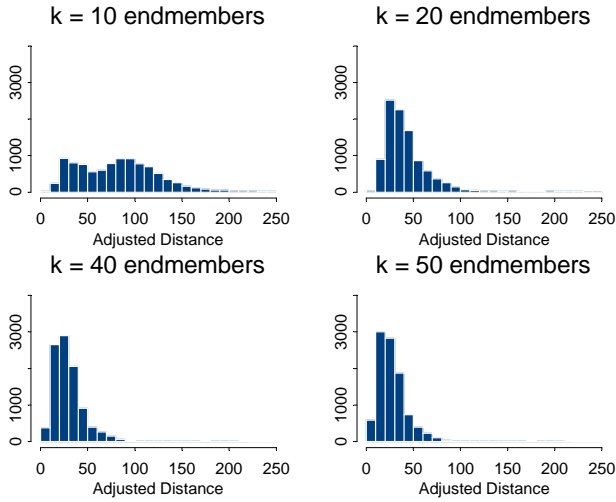 k = 10 endmembers
3000
1000
0
0 50 100 150 200 250
Adjusted Distance
k = 20 endmembers
3000
1000
0
0 50 100 150 200 250
Adjusted Distance
k = 40 endmembers
3000
1000
0
0 50 100 150 200 250
Adjusted Distance
k = 50 endmembers
3000
1000
0
0 50 100 150 200 250
Adjusted Distance